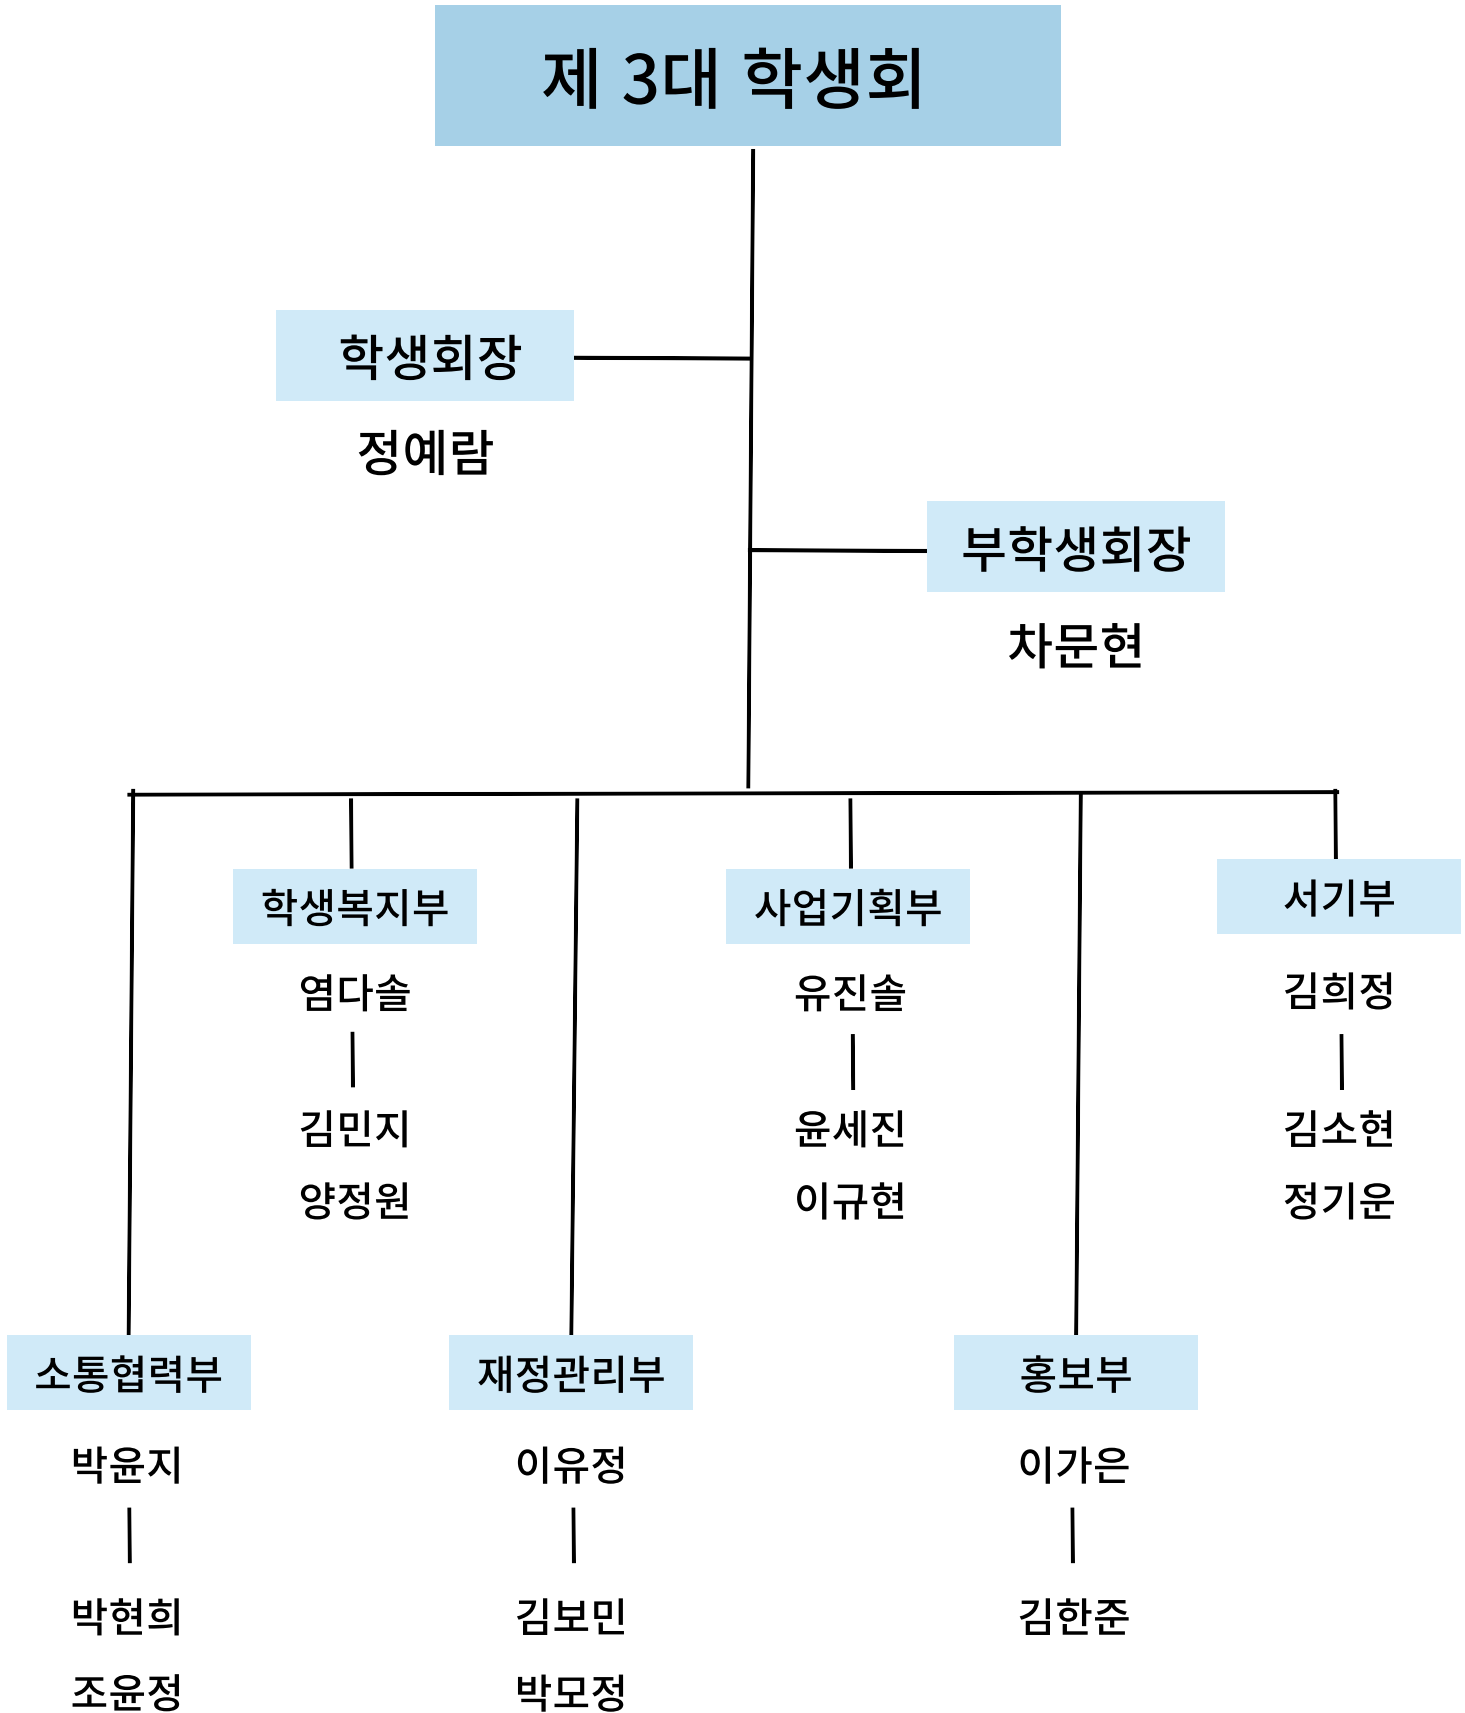 제 3대 학생회
학생회장
정예람
부학생회장
차문현
학생복지부
염다솔
김민지
양정원
사업기획부
유진솔
윤세진
이규현
서기부
김희정
김소현
정기운
소통협력부
박윤지
박현희
조윤정
재정관리부
이유정
김보민
박모정
홍보부
이가은
김한준